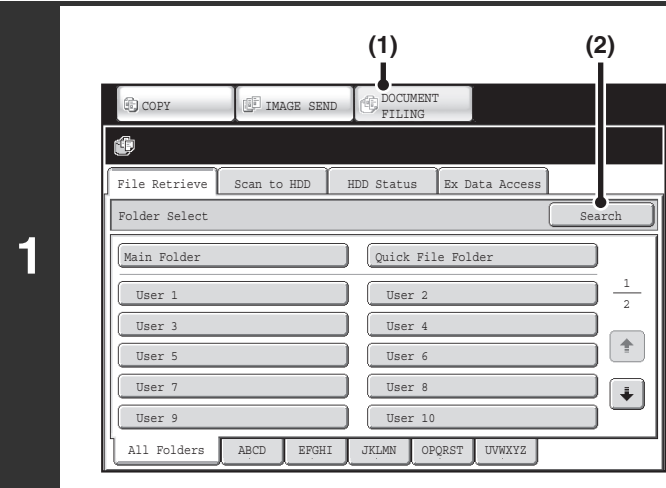 1
(1) (2)
COPY IMAGE SEND DOCUMENT
FILING
File Retrieve Scan to HDD HDD Status Ex Data Access
Folder Select Search
Main Folder Quick File Folder
User 1 User 2 1
2
User 3 User 4
User 5 User 6
User 7 User 8
User 9 User 10
All Folders ABCD EFGHI JKLMN OPQRST UVWXYZ